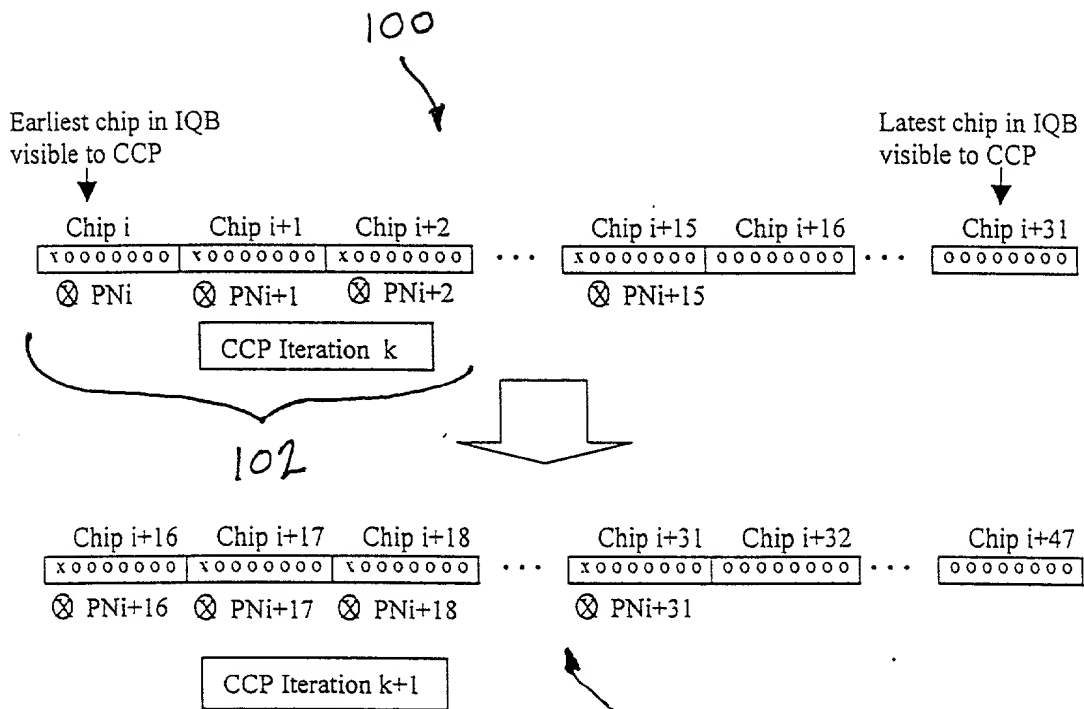 100
Earliest chip in IQB
visible to CCP
Latest chip in IQB
visible to CCP
Chip i Chip i+1 Chip i+2 Chip i+15 Chip i+16 Chip i+31
x0000000 x0000000 x0000000 ... x0000000 00000000 ... 00000000
⊗ PNi ⊗ PNi+1 ⊗ PNi+2 ⊗ PNi+15
CCP Iteration k
102
Chip i+16 Chip i+17 Chip i+18 Chip i+31 Chip i+32 Chip i+47
x0000000 x0000000 x0000000 ... x0000000 00000000 ... 00000000
⊗ PNi+16 ⊗ PNi+17 ⊗ PNi+18 ⊗ PNi+31
CCP Iteration k+1